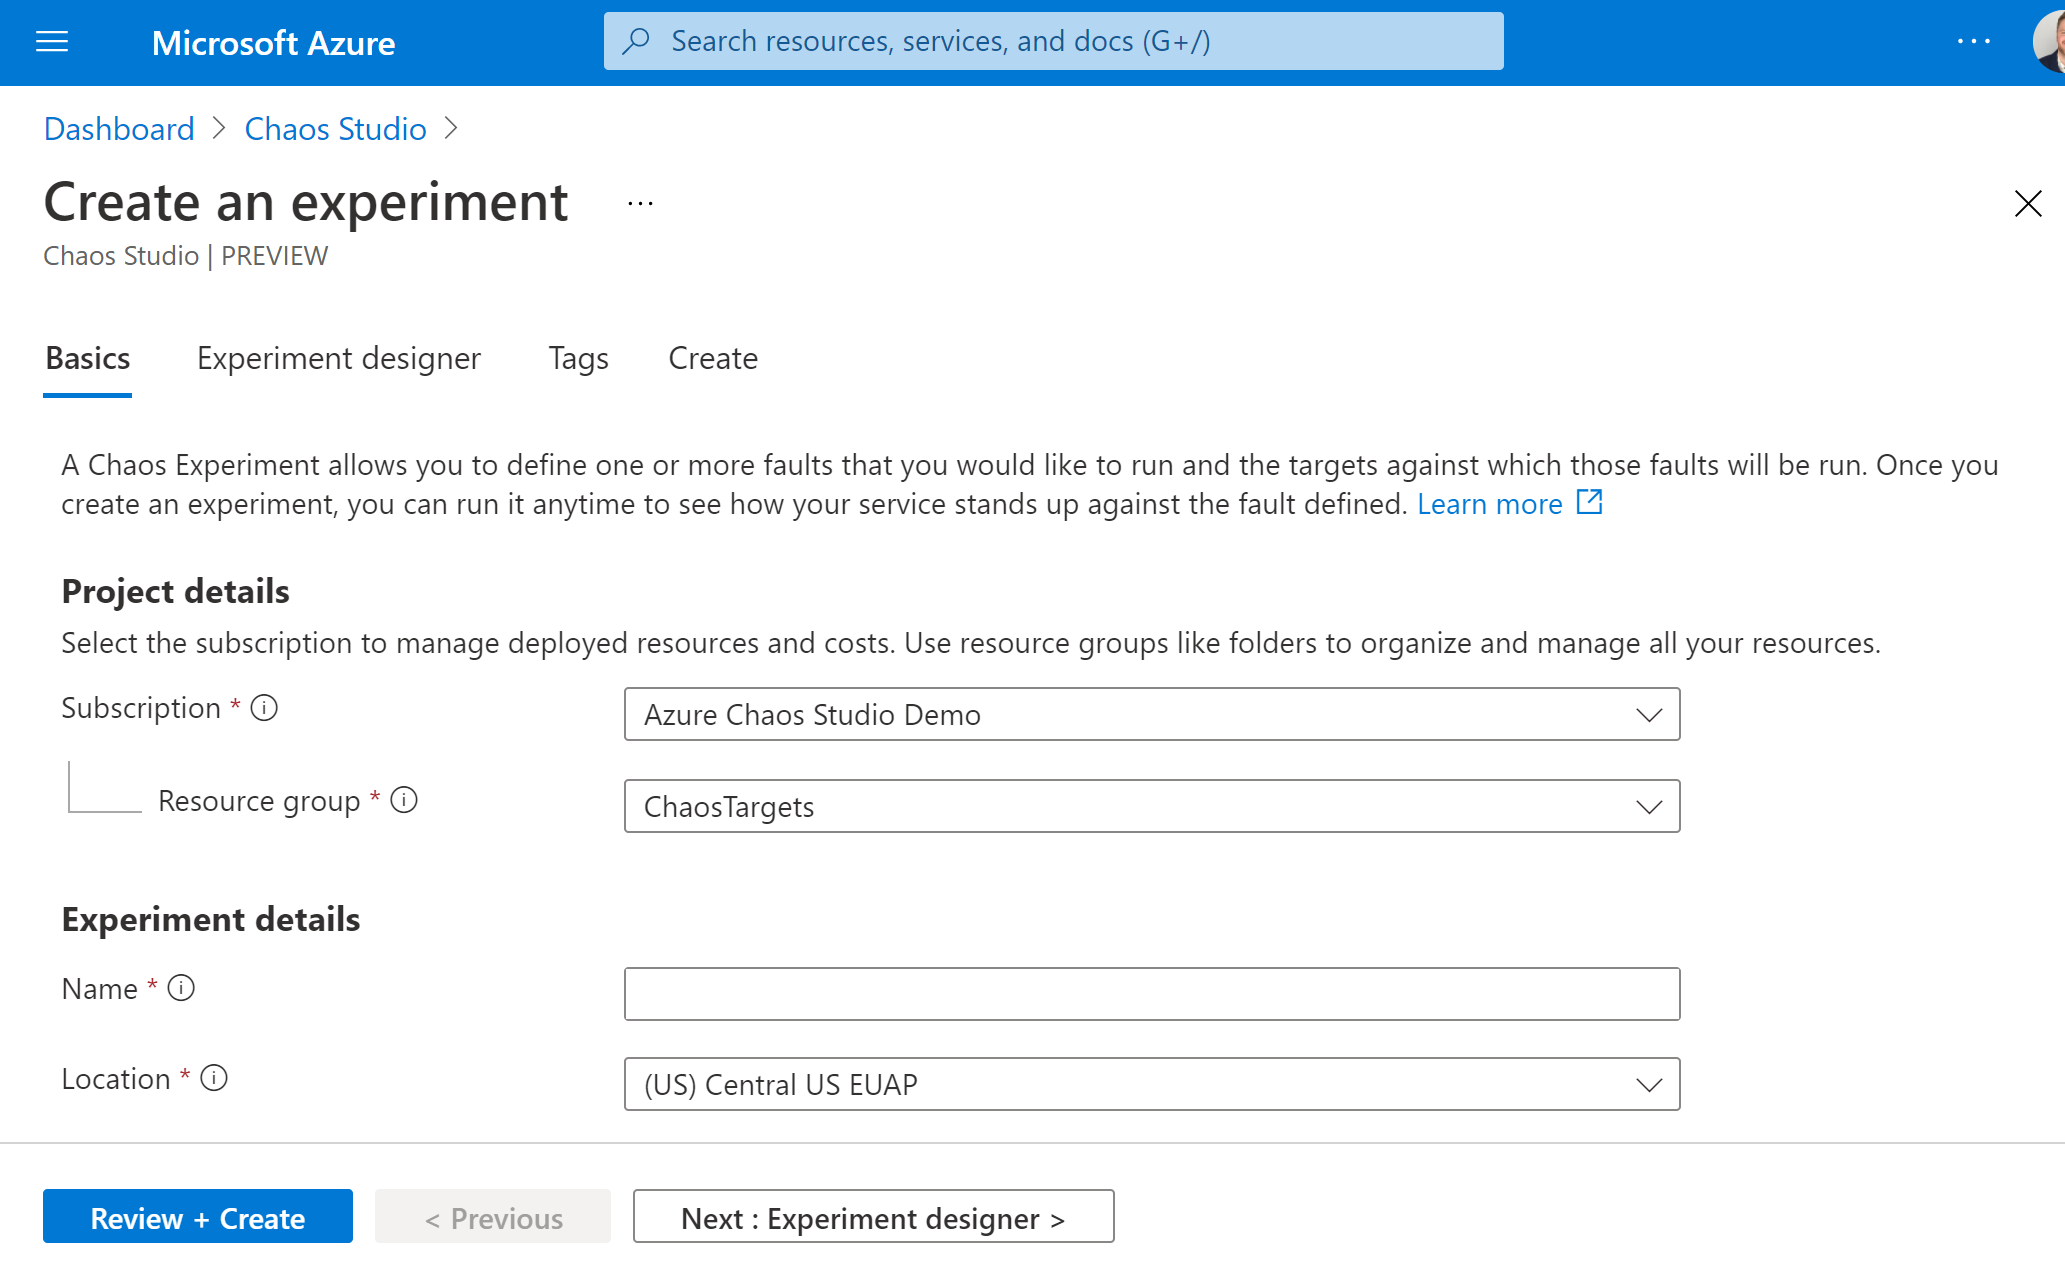 Microsoft Azure
Search resources, services, and docs (G+/)
Dashboard > Chaos Studio >
Create an experiment ...
Chaos Studio | PREVIEW
Basics Experiment designer Tags Create
A Chaos Experiment allows you to define one or more faults that you would like to run and the targets against which those faults will be run. Once you
create an experiment, you can run it anytime to see how your service stands up against the fault defined. Learn more
Project details
Select the subscription to manage deployed resources and costs. Use resource groups like folders to organize and manage all your resources.
Subscription * Azure Chaos Studio Demo
Resource group * ChaosTargets
Experiment details
Name *
Location * (US) Central US EUAP
Review + Create < Previous Next : Experiment designer >